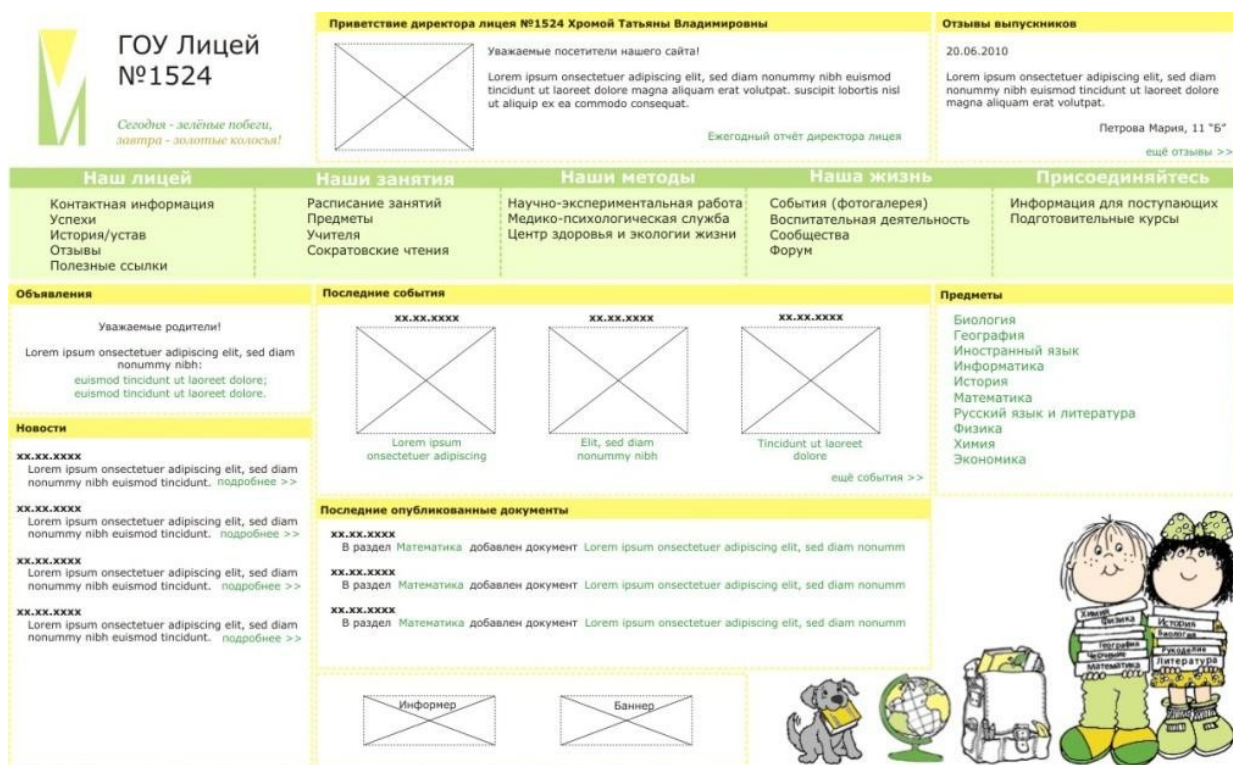 ГОУ Лицей
№1524
Сегодня - зелёные побеги,
завтра - золотые колосья!
Приветствие директора лицея №1524 Хромой Татьяны Владимировны
Уважаемые посетители нашего сайта!
Lorem ipsum onsectetuer adipiscing elit, sed diam nonummy nibh euismod
tincidunt ut laoreet dolore magna aliquam erat volutpat. suscipit lobortis nisl
ut aliquip ex ea commodo consequat.
Ежегодный отчёт директора лицея
Отзывы выпускников
20.06.2010
Lorem ipsum onsectetuer adipiscing elit, sed diam
nonummy nibh euismod tincidunt ut laoreet dolore
magna aliquam erat volutpat.
Петрова Мария, 11 "Б"
ещё отзывы >>
Наш лицей
Контактная информация
Успехи
История/устав
Отзывы
Полезные ссылки
Наши занятия
Расписание занятий
Предметы
Учителя
Сократовские чтения
Наши методы
Научно-экспериментальная работа
Медико-психологическая служба
Центр здоровья и экологии жизни
Наша жизнь
События (фотогалерея)
Воспитательная деятельность
Сообщества
Форум
Присоединяйтесь
Информация для поступающих
Подготовительные курсы
Объявления
Уважаемые родители!
Lorem ipsum onsectetuer adipiscing elit, sed diam
nonummy nibh:
euismod tincidunt ut laoreet dolore;
euismod tincidunt ut laoreet dolore.
Новости
xx.xx.xxxx
Lorem ipsum onsectetuer adipiscing elit, sed diam
nonummy nibh euismod tincidunt. подробнее >>
xx.xx.xxxx
Lorem ipsum onsectetuer adipiscing elit, sed diam
nonummy nibh euismod tincidunt. подробнее >>
xx.xx.xxxx
Lorem ipsum onsectetuer adipiscing elit, sed diam
nonummy nibh euismod tincidunt. подробнее >>
xx.xx.xxxx
Lorem ipsum onsectetuer adipiscing elit, sed diam
nonummy nibh euismod tincidunt. подробнее >>
Последние события
xx.xx.xxxx
Lorem ipsum
onsectetuer adipiscing
xx.xx.xxxx
Elit, sed diam
nonummy nibh
xx.xx.xxxx
Tincidunt ut laoreet
dolore
ещё события >>
Последние опубликованные документы
xx.xx.xxxx
В раздел Математика добавлен документ Lorem ipsum onsectetuer adipiscing elit, sed diam nonumm
xx.xx.xxxx
В раздел Математика добавлен документ Lorem ipsum onsectetuer adipiscing elit, sed diam nonumm
xx.xx.xxxx
В раздел Математика добавлен документ Lorem ipsum onsectetuer adipiscing elit, sed diam nonumm
Информер
Баннер
Предметы
Биология
География
Иностранный язык
Информатика
История
Математика
Русский язык и литература
Физика
Химия
Экономика
Химия
Физика
География
Черчение
Математика
История
Биология
Рукоделие
Литература